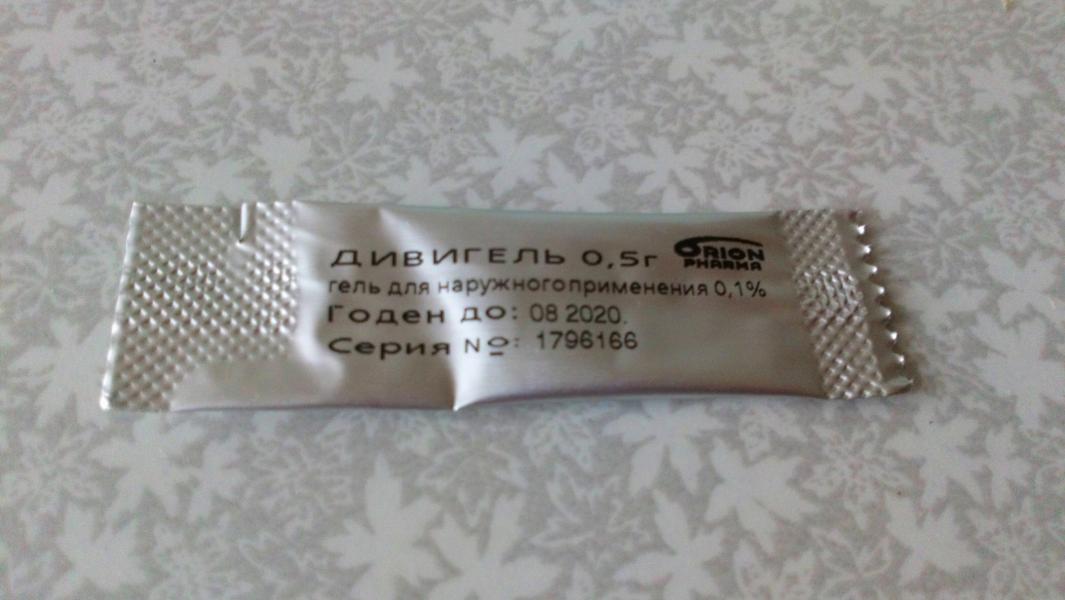 ДИВИГЕЛЬ 0,5г
ORION
PHARMA
гель для наружного применения 0,1%
Годен до: 08 2020.
Серия №: 1796166